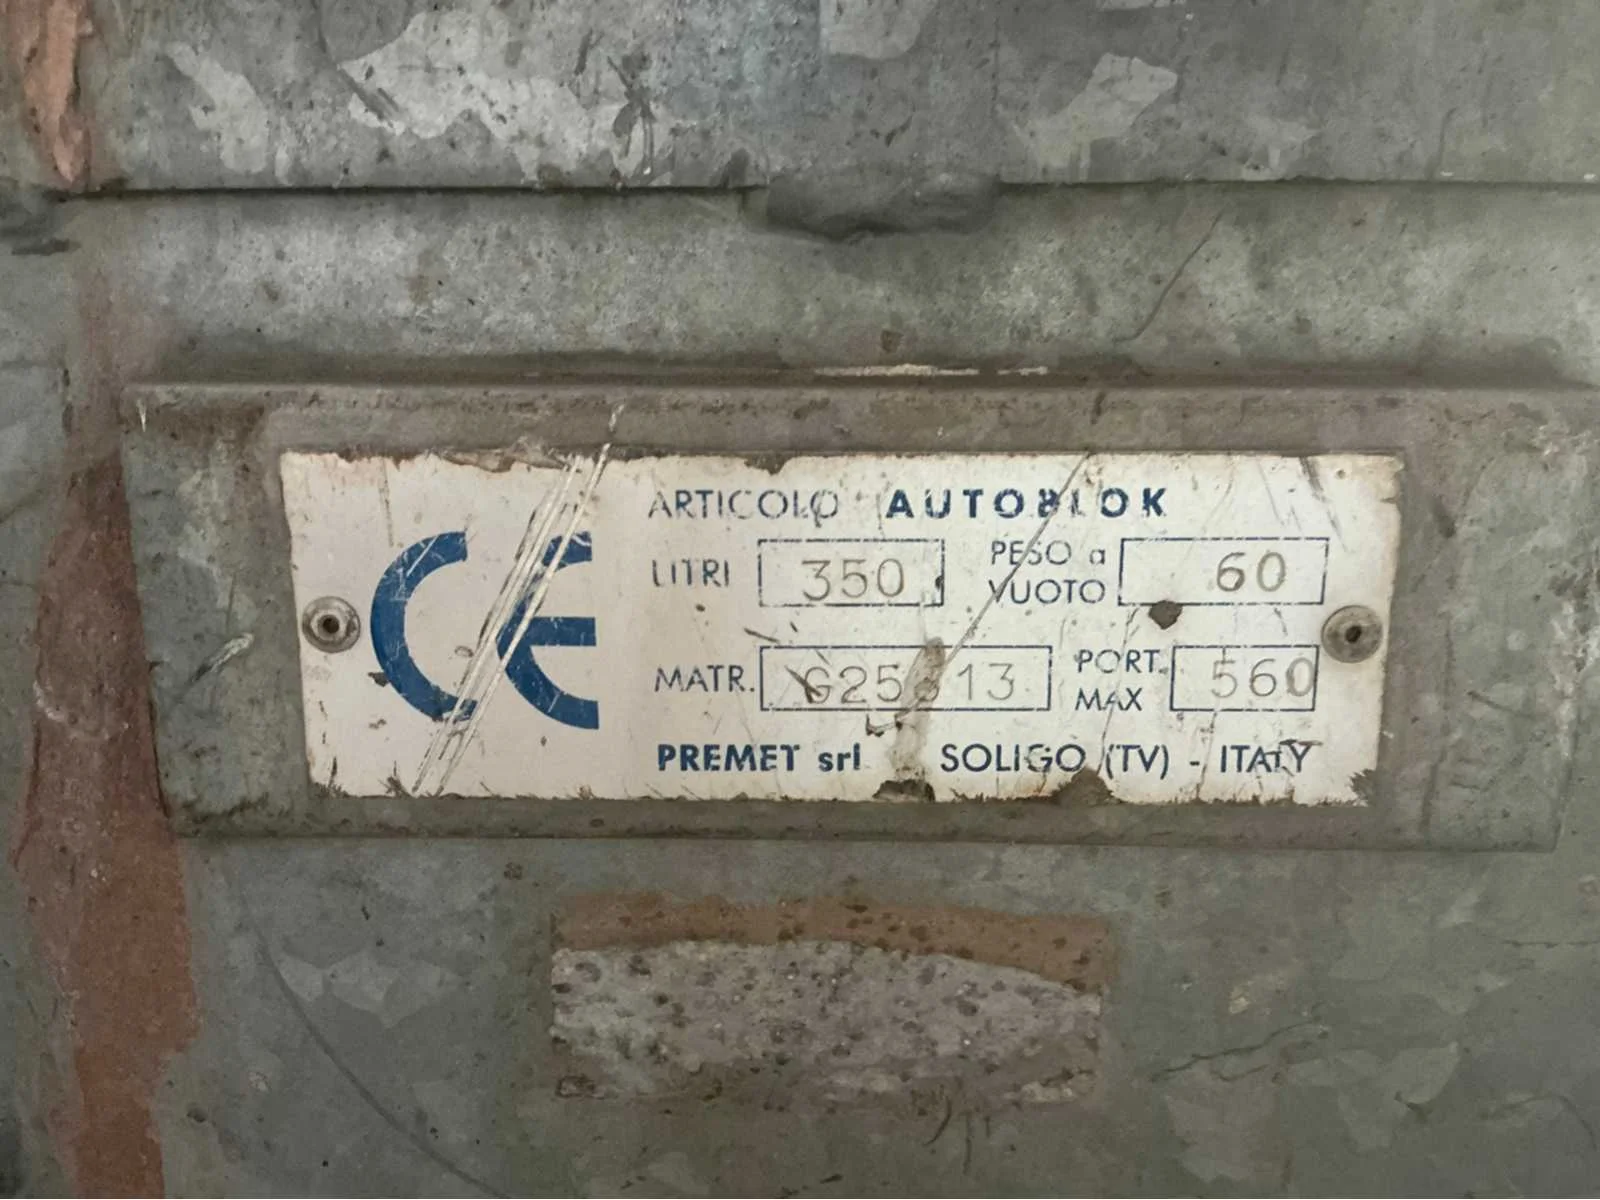 CE
ARTICOLO AUTOBLOK
LITRI 350 PESO a VUOTO 60
MATR. PORT. MAX 560
PREMET srl SOLIGO (TV) - ITALY